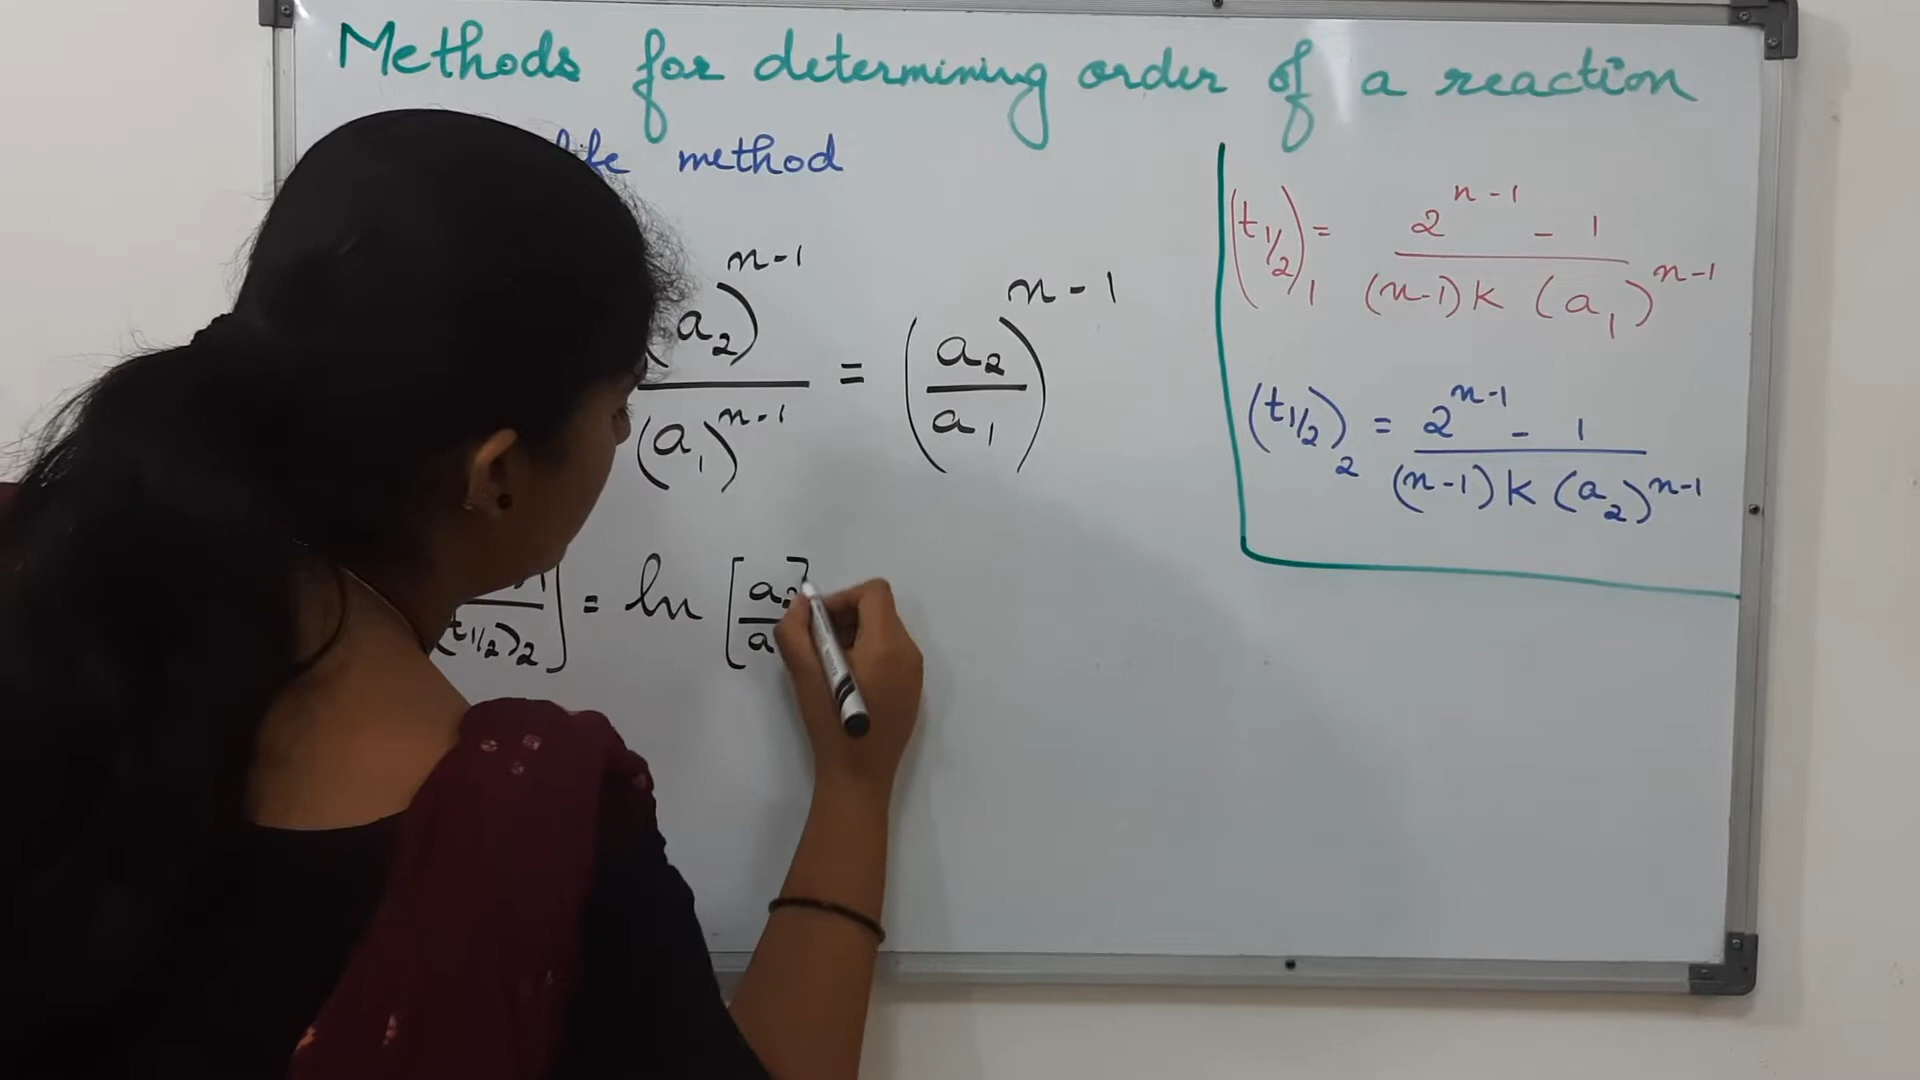 Methods for determining order of a reaction
life method
(a₂)ⁿ⁻¹ / (a₁)ⁿ⁻¹ = (a₂ / a₁)ⁿ⁻¹
(t₁/₂)₂ ] = ln [ a₂ / a
(t₁/₂)₁ = 2ⁿ⁻¹ - 1 / (n-1) K (a₁)ⁿ⁻¹
(t₁/₂)₂ = 2ⁿ⁻¹ - 1 / (n-1) K (a₂)ⁿ⁻¹